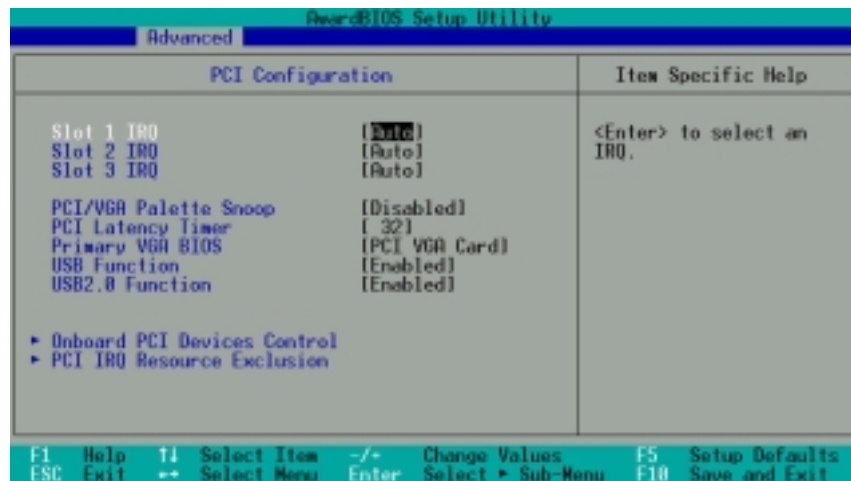 AwardBIOS Setup Utility
Advanced
PCI Configuration
Item Specific Help
Slot 1 IRQ [Auto]
Slot 2 IRQ [Auto]
Slot 3 IRQ [Auto]
<Enter> to select an
IRQ.
PCI/VGA Palette Snoop [Disabled]
PCI Latency Timer [ 32]
Primary VGA BIOS [PCI VGA Card]
USB Function [Enabled]
USB2.0 Function [Enabled]
► Onboard PCI Devices Control
► PCI IRQ Resource Exclusion
F1 Help ↑↓ Select Item -/+ Change Values F5 Setup Defaults
ESC Exit ↔ Select Menu Enter Select ► Sub-Menu F10 Save and Exit